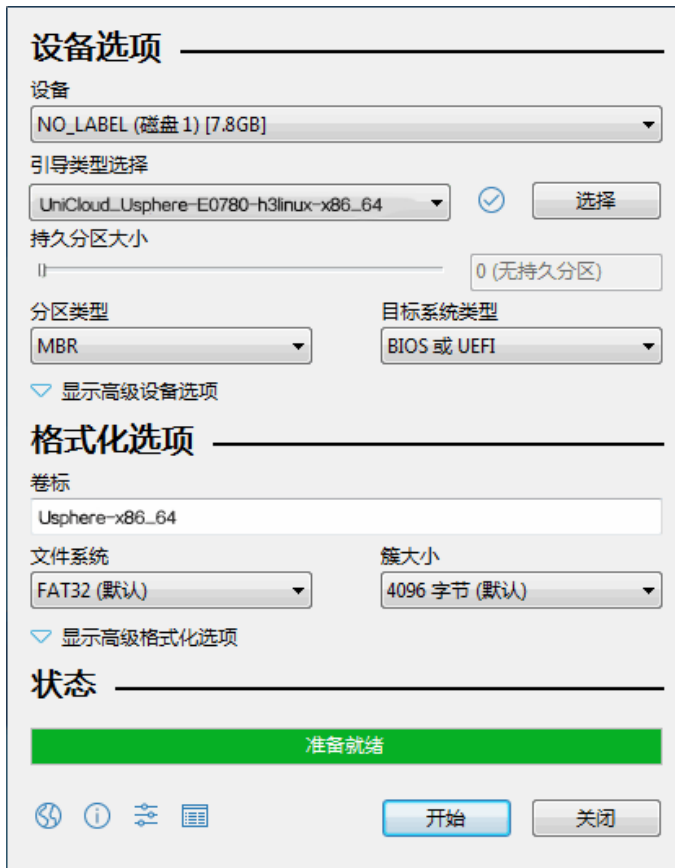 设备选项
设备
NO_LABEL (磁盘 1) [7.8GB]
引导类型选择
UniCloud_Usphere-E0780-h3linux-x86_64
选择
持久分区大小
0 (无持久分区)
分区类型
目标系统类型
MBR
BIOS 或 UEFI
显示高级设备选项
格式化选项
卷标
Usphere-x86_64
文件系统
簇大小
FAT32 (默认)
4096 字节 (默认)
显示高级格式化选项
状态
准备就绪
开始
关闭